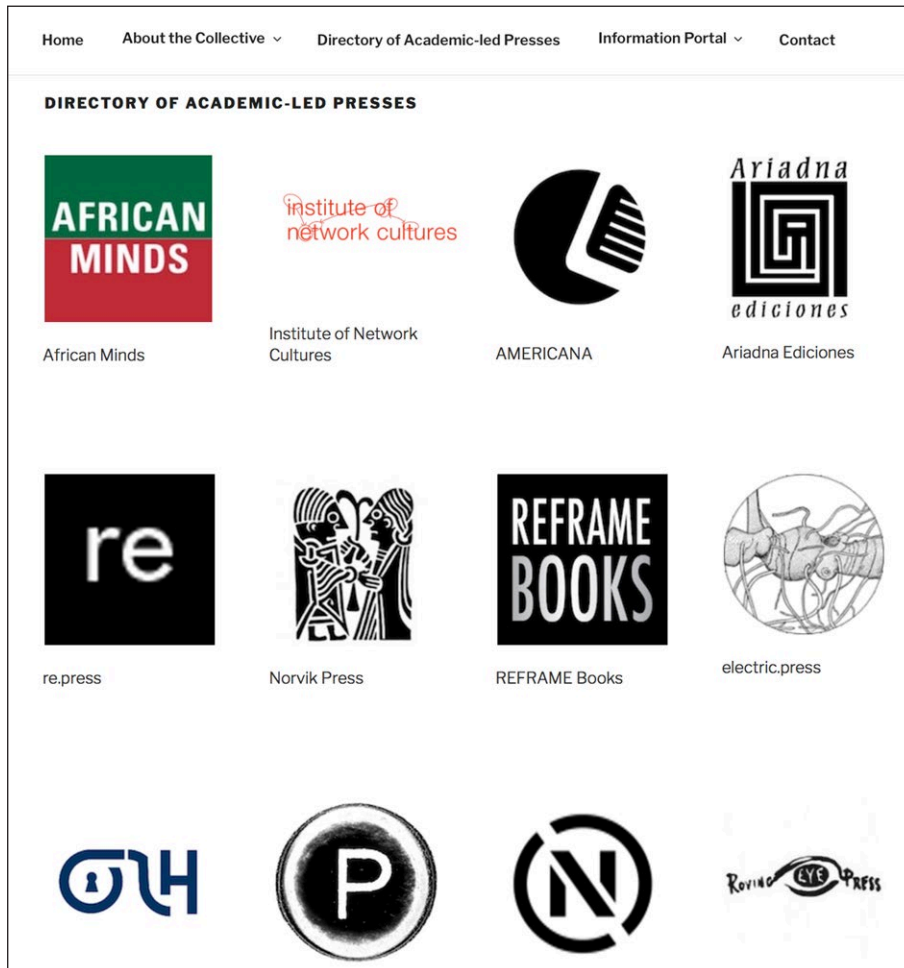 Home About the Collective Directory of Academic-led Presses Information Portal Contact
DIRECTORY OF ACADEMIC-LED PRESSES
AFRICAN
MINDS
institute of
network cultures
Ariadna
ediciones
African Minds
Institute of Network
Cultures
AMERICANA
Ariadna Ediciones
re
REFRAME
BOOKS
re.press
Norvik Press
REFRAME Books
electric.press
OLH
P
N
ROVING EYE PRESS